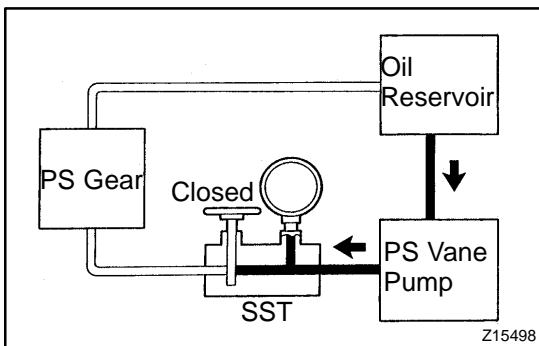 Oil
Reservoir
PS Gear
Closed
PS Vane
Pump
SST
Z15498